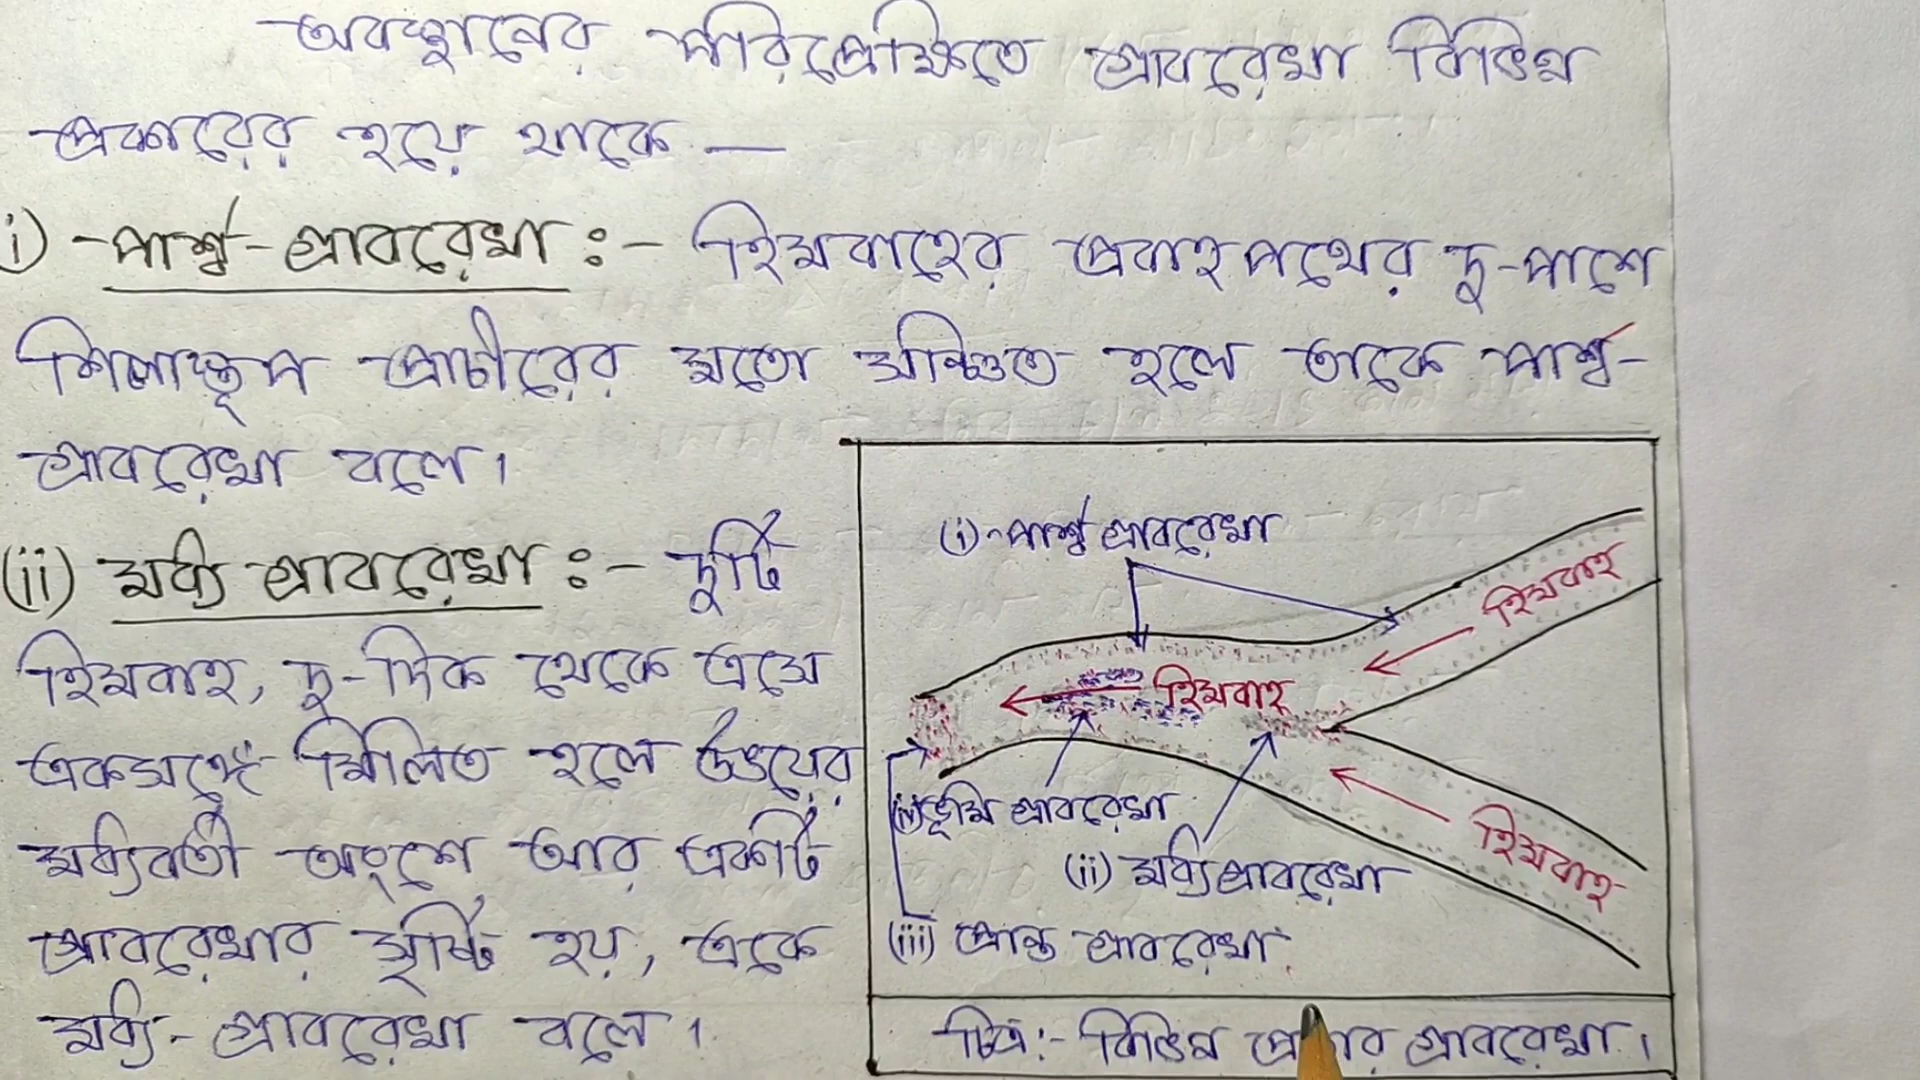 অবস্থানের পরিপ্রেক্ষিতে গ্রাবরেখা বিভিন্ন
প্রকারের হয়ে থাকে —
i) পার্শ্ব-গ্রাবরেখা :- হিমবাহের প্রবাহপথের দু-পাশে
শিলাস্তূপ প্রাচীরের মতো সঞ্চিত হলে তাকে পার্শ্ব-
গ্রাবরেখা বলে।
(ii) মধ্য গ্রাবরেখা :- দুটি
হিমবাহ, দু-দিক থেকে এসে
একসঙ্গে মিলিত হলে উভয়ের
মধ্যবর্তী অংশে আর একটি
গ্রাবরেখার সৃষ্টি হয়, একে
মধ্য-গ্রাবরেখা বলে।
(i) পার্শ্ব গ্রাবরেখা
হিমবাহ
হিমবাহ
(iv) ভূমি গ্রাবরেখা
হিমবাহ
(ii) মধ্য গ্রাবরেখা
(iii) প্রান্ত গ্রাবরেখা
চিত্র:- বিভিন্ন গ্রাবরেখা।